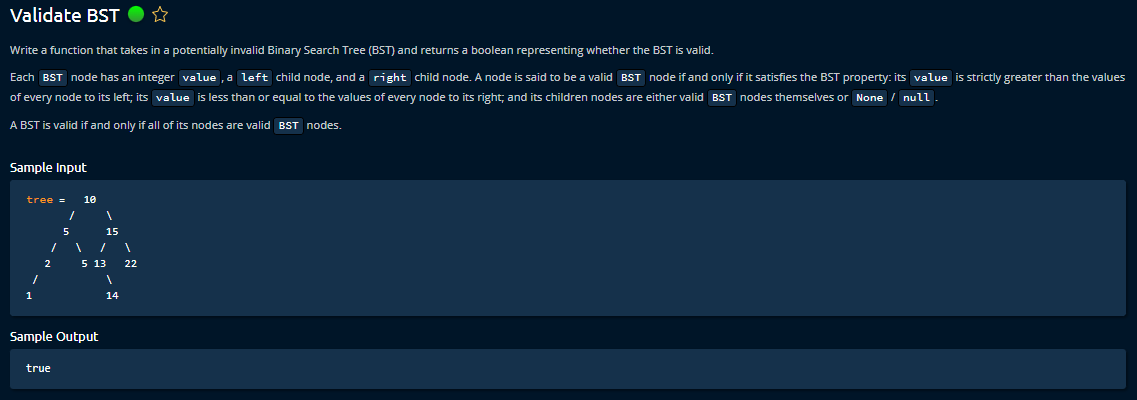 Validate BST
Write a function that takes in a potentially invalid Binary Search Tree (BST) and returns a boolean representing whether the BST is valid.
Each BST node has an integer value, a left child node, and a right child node. A node is said to be a valid BST node if and only if it satisfies the BST property: its value is strictly greater than the values
of every node to its left; its value is less than or equal to the values of every node to its right; and its children nodes are either valid BST nodes themselves or None / null.
A BST is valid if and only if all of its nodes are valid BST nodes.
Sample Input
tree =   10
       /     \
      5      15
    /   \   /   \
   2     5 13   22
 /           \
1            14
Sample Output
true